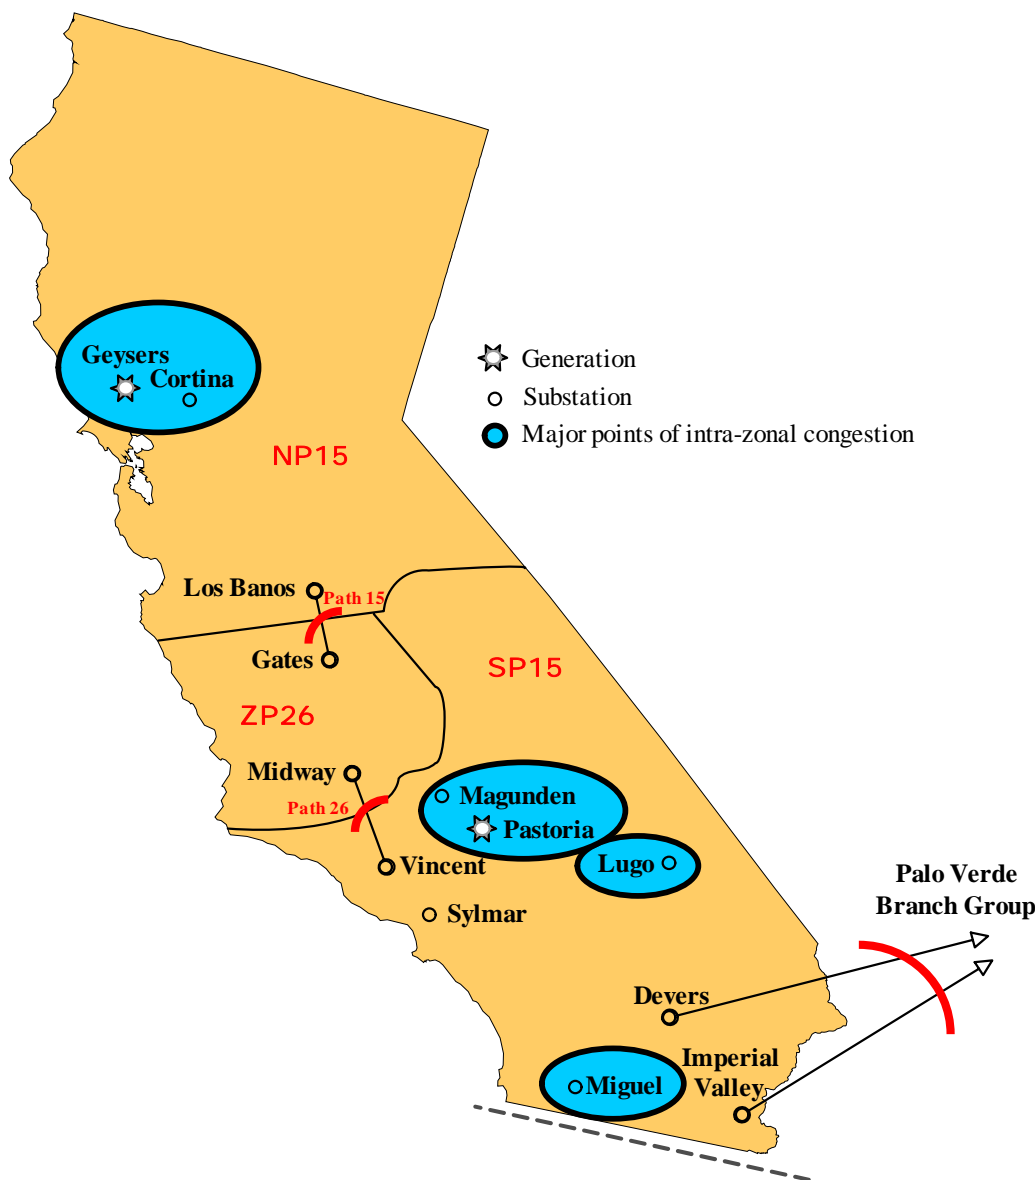 Geysers
Cortina
Generation
Substation
Major points of intra-zonal congestion
NP15
Los Banos
Path 15
Gates
SP15
ZP26
Midway
Path 26
Magunden
Pastoria
Vincent
Lugo
Sylmar
Palo Verde
Branch Group
Devers
Imperial
Valley
Miguel